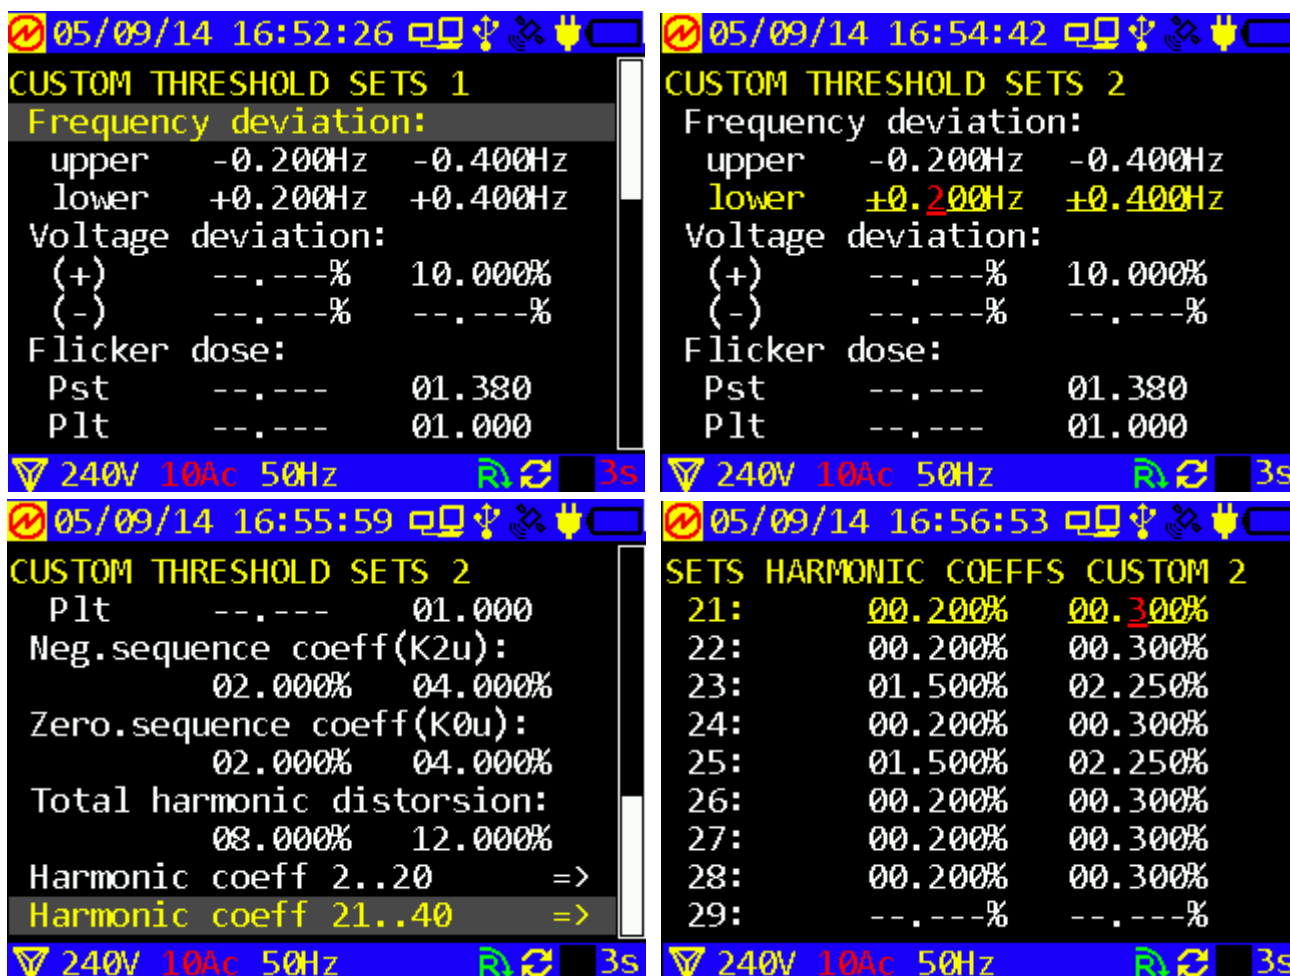 05/09/14 16:52:26
CUSTOM THRESHOLD SETS 1
Frequency deviation:
upper -0.200Hz -0.400Hz
lower +0.200Hz +0.400Hz
Voltage deviation:
(+) --.---% 10.000%
(-) --.---% --.---%
Flicker dose:
Pst --.--- 01.380
Plt --.--- 01.000
240V 10Ac 50Hz R 3s
05/09/14 16:54:42
CUSTOM THRESHOLD SETS 2
Frequency deviation:
upper -0.200Hz -0.400Hz
lower +0.200Hz +0.400Hz
Voltage deviation:
(+) --.---% 10.000%
(-) --.---% --.---%
Flicker dose:
Pst --.--- 01.380
Plt --.--- 01.000
240V 10Ac 50Hz R 3s
05/09/14 16:55:59
CUSTOM THRESHOLD SETS 2
Plt --.--- 01.000
Neg.sequence coeff(K2u):
02.000% 04.000%
Zero.sequence coeff(K0u):
02.000% 04.000%
Total harmonic distorsion:
08.000% 12.000%
Harmonic coeff 2..20 =>
Harmonic coeff 21..40 =>
240V 10Ac 50Hz R 3s
05/09/14 16:56:53
SETS HARMONIC COEFFS CUSTOM 2
21: 00.200% 00.300%
22: 00.200% 00.300%
23: 01.500% 02.250%
24: 00.200% 00.300%
25: 01.500% 02.250%
26: 00.200% 00.300%
27: 00.200% 00.300%
28: 00.200% 00.300%
29: --.---% --.---%
240V 10Ac 50Hz R 3s